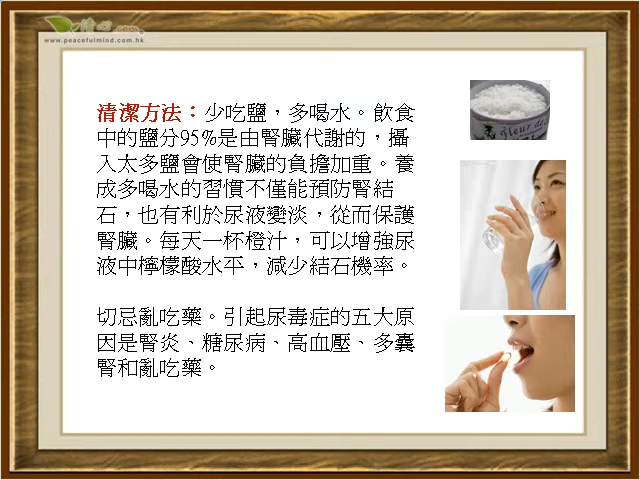 www.peacefulmind.com.hk
清潔方法：少吃鹽，多喝水。飲食
中的鹽分95%是由腎臟代謝的，攝
入太多鹽會使腎臟的負擔加重。養
成多喝水的習慣不僅能預防腎結
石，也有利於尿液變淡，從而保護
腎臟。每天一杯橙汁，可以增強尿
液中檸檬酸水平，減少結石機率。
切忌亂吃藥。引起尿毒症的五大原
因是腎炎、糖尿病、高血壓、多囊
腎和亂吃藥。
fleur de